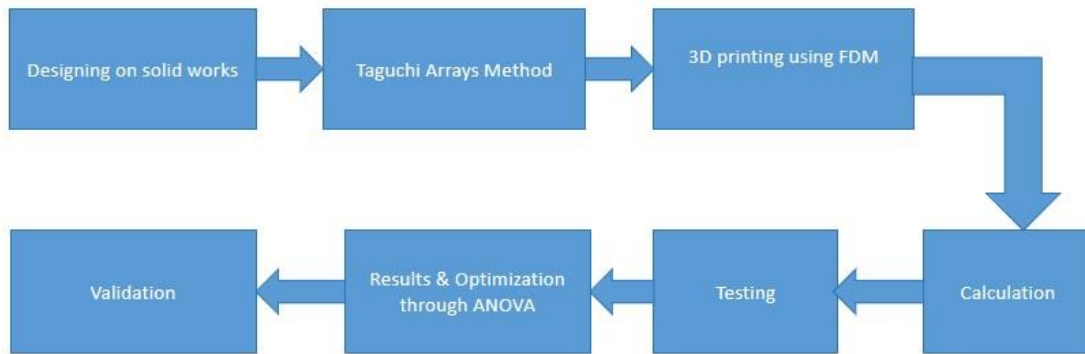 Designing on solid works
Taguchi Arrays Method
3D printing using FDM
Calculation
Testing
Results & Optimization
through ANOVA
Validation